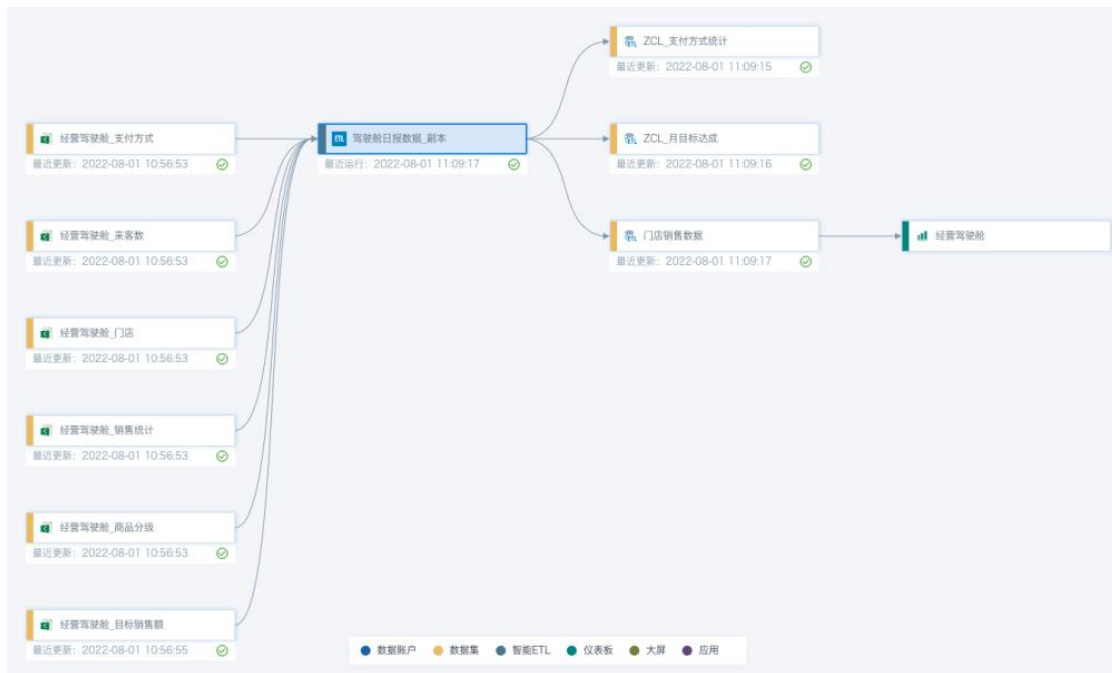 ZCL_支付方式统计
最近更新: 2022-08-01 11:09:15
经营驾驶舱_支付方式
最近更新: 2022-08-01 10:56:53
ETL 驾驶舱日报数据_副本
最近运行: 2022-08-01 11:09:17
ZCL_月目标达成
最近更新: 2022-08-01 11:09:16
经营驾驶舱_来客数
最近更新: 2022-08-01 10:56:53
门店销售数据
最近更新: 2022-08-01 11:09:17
经营驾驶舱
经营驾驶舱_门店
最近更新: 2022-08-01 10:56:53
经营驾驶舱_销售统计
最近更新: 2022-08-01 10:56:53
经营驾驶舱_商品分级
最近更新: 2022-08-01 10:56:53
经营驾驶舱_目标销售额
最近更新: 2022-08-01 10:56:55
数据账户 数据集 智能ETL 仪表板 大屏 应用